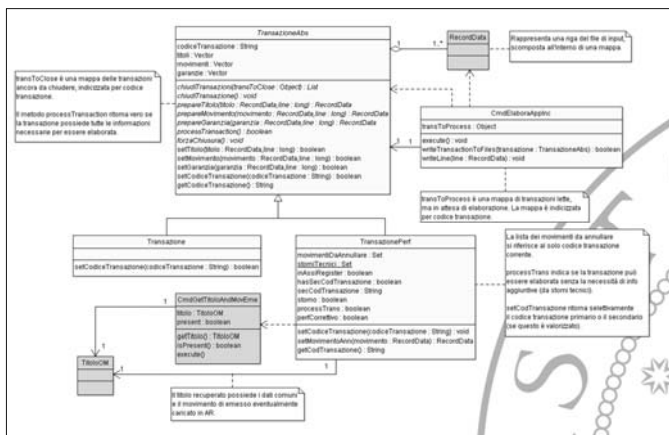 TransazioneAbs
codiceTransazione : String
titoli : Vector
movimenti : Vector
garanzie : Vector
chiudiTransazioni(transToClose : Object) : List
chiudiTransazione() : void
prepareTitolo(titolo : RecordData,line : long) : RecordData
prepareMovimento(movimento : RecordData,line : long) : RecordData
prepareGaranzia(garanzia : RecordData,line : long) : RecordData
processTransaction() : boolean
forzaChiusura() : void
setTitolo(titolo : RecordData,line : long) : boolean
setMovimento(movimento : RecordData,line : long) : boolean
setGaranzia(garanzia : RecordData,line : long) : boolean
setCodiceTransazione(codiceTransazione : String) : boolean
getCodiceTransazione() : String
1
1..*
RecordData
Rappresenta una riga del file di input,
scomposta all'interno di una mappa.
transToClose è una mappa delle transazioni
ancora da chiudere, indicizzata per codice
transazione.
Il metodo processTransaction ritorna vero se
la transazione possiede tutte le informazioni
necessarie per essere elaborata.
CmdElaboraAppInc
transToProcess : Object
execute() : void
writeTransactionToFiles(transazione : TransazioneAbs) : boolean
writeLine(line : RecordData) : void
1
1
transToProcess è una mappa di transazioni lette,
ma in attesa di elaborazione. La mappa è indicizzata
per codice transazione.
Transazione
setCodiceTransazione(codiceTransazione : String) : boolean
TransazionePerf
movimentiDaAnnullare : Set
storniTecnici : Set
inAssiRegister : boolean
hasSecCodTransazione : boolean
secCodTransazione : String
storno : boolean
processTrans : boolean
perfCorrettivo : boolean
setCodiceTransazione(codiceTransazione : String) : void
setMovimentoAnn(movimento : RecordData) : RecordData
getCodTransazione() : String
La lista dei movimenti da annullare
si riferisce al solo codice transazione
corrente.
processTrans indica se la transazione può
essere elaborata senza la necessità di info
aggiuntive (da storni tecnici).
setCodTransazione ritorna selettivamente
il codice transazione primario o il secondario
(se questo è valorizzato).
1
CmdGetTitoloAndMovEme
titolo : TitoloOM
present : boolean
getTitolo() : TitoloOM
isPresent() : boolean
execute()
1
TitoloOM
1
1
Il titolo recuperato possiede i dati comuni
e il movimento di emesso eventualmente
caricato in AR.